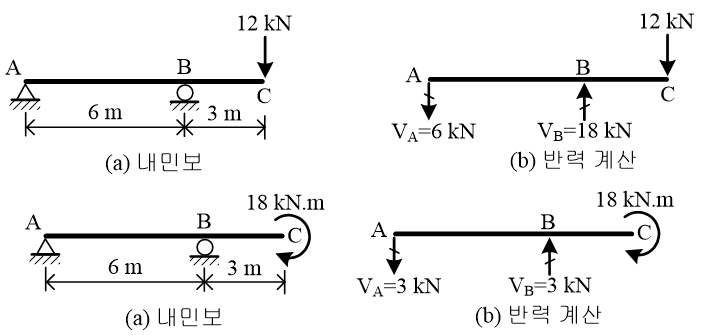 12 kN
A
B
C
6 m
3 m
(a) 내민보
12 kN
A
B
C
V_A=6 kN
V_B=18 kN
(b) 반력 계산
18 kN.m
A
B
C
6 m
3 m
(a) 내민보
18 kN.m
A
B
C
V_A=3 kN
V_B=3 kN
(b) 반력 계산